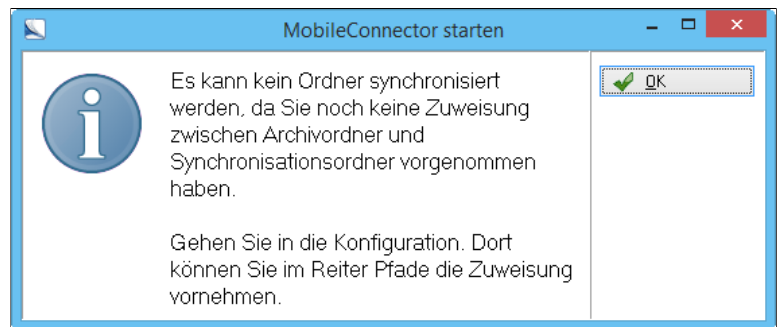 MobileConnector starten
Es kann kein Ordner synchronisiert
werden, da Sie noch keine Zuweisung
zwischen Archivordner und
Synchronisationsordner vorgenommen
haben.
Gehen Sie in die Konfiguration. Dort
können Sie im Reiter Pfade die Zuweisung
vornehmen.
OK